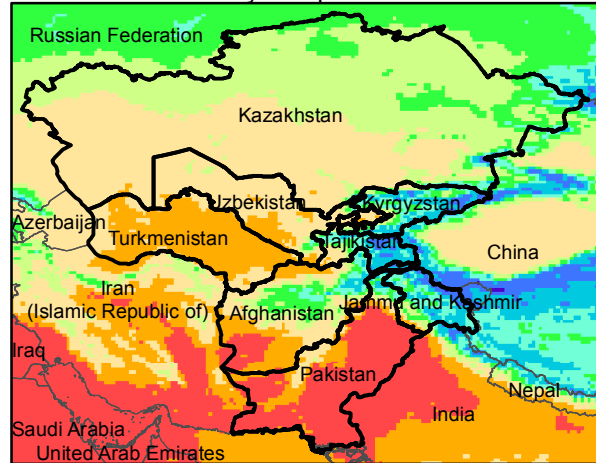 Russian Federation
Kazakhstan
Uzbekistan
Kyrgyzstan
Azerbaijan
Turkmenistan
Tajikistan
China
Iran
(Islamic Republic of)
Afghanistan
Jammu and Kashmir
Iraq
Pakistan
Nepal
India
Saudi Arabia
United Arab Emirates